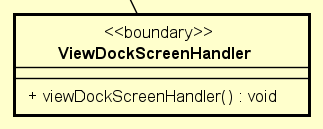 <<boundary>>
ViewDockScreenHandler
+ viewDockScreenHandler() : void